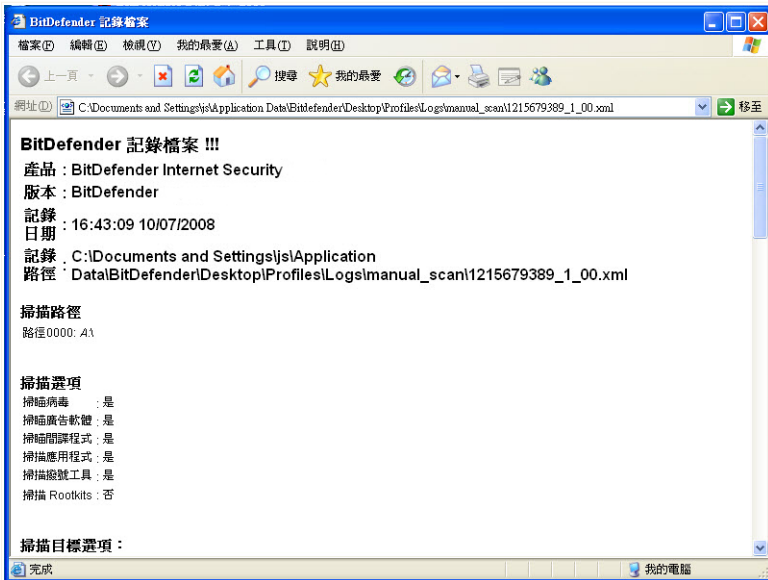 BitDefender 記錄檔案
檔案(F) 編輯(E) 檢視(V) 我的最愛(A) 工具(T) 說明(H)
上一頁 搜尋 我的最愛
網址(D) C:\Documents and Settings\js\Application Data\Bitdefender\Desktop\Profiles\Logs\manual_scan\1215679389_1_00.xml 移至
BitDefender 記錄檔案 !!!
產品 : BitDefender Internet Security
版本 : BitDefender
記錄日期 : 16:43:09 10/07/2008
記錄路徑 : C:\Documents and Settings\js\Application
Data\BitDefender\Desktop\Profiles\Logs\manual_scan\1215679389_1_00.xml
掃描路徑
路徑0000: A:\
掃描選項
掃瞄病毒 : 是
掃瞄廣告軟體 : 是
掃瞄間諜程式 : 是
掃描應用程式 : 是
掃描撥號工具 : 是
掃描 Rootkits : 否
掃描目標選項：
完成 我的電腦